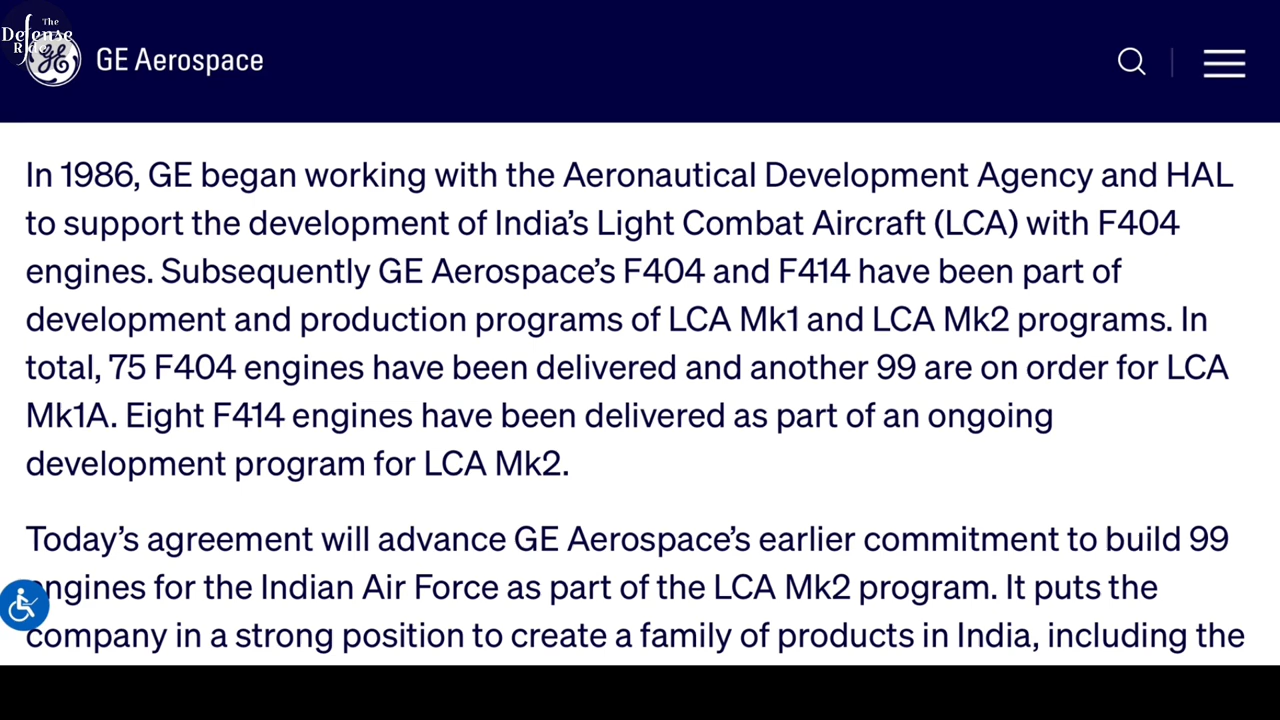 The
Defense
Ride
GE Aerospace
In 1986, GE began working with the Aeronautical Development Agency and HAL
to support the development of India’s Light Combat Aircraft (LCA) with F404
engines. Subsequently GE Aerospace’s F404 and F414 have been part of
development and production programs of LCA Mk1 and LCA Mk2 programs. In
total, 75 F404 engines have been delivered and another 99 are on order for LCA
Mk1A. Eight F414 engines have been delivered as part of an ongoing
development program for LCA Mk2.
Today’s agreement will advance GE Aerospace’s earlier commitment to build 99
engines for the Indian Air Force as part of the LCA Mk2 program. It puts the
company in a strong position to create a family of products in India, including the